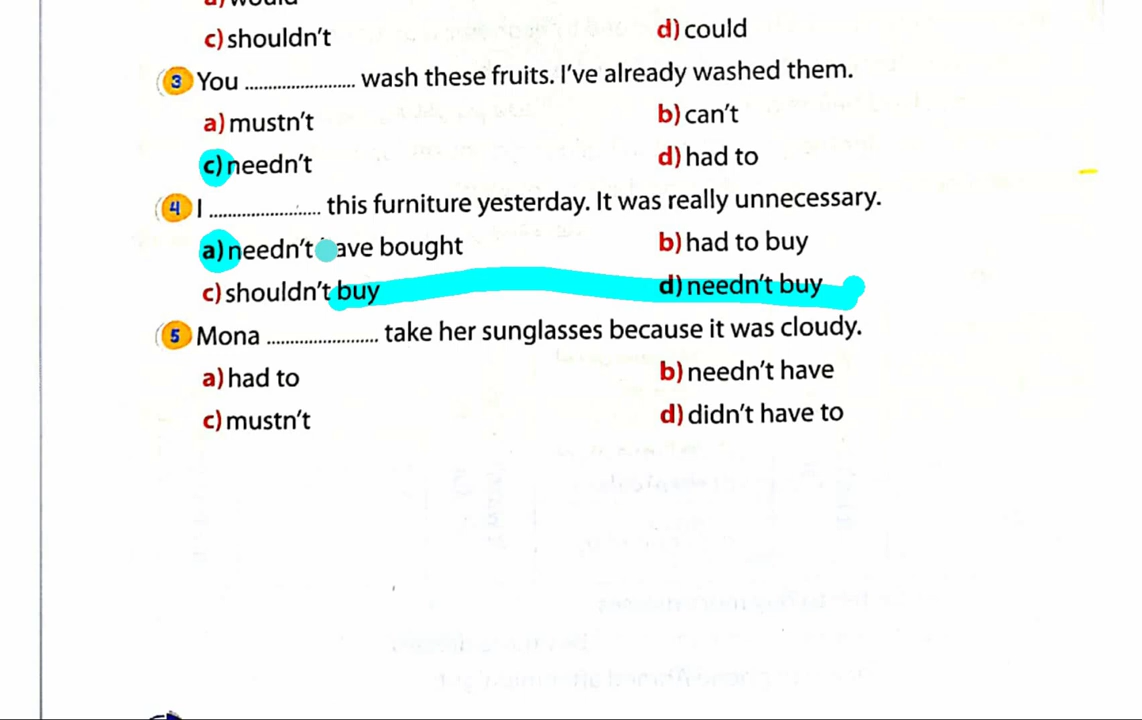 c) shouldn't d) could
3 You ........................ wash these fruits. I've already washed them.
a) mustn't b) can't
c) needn't d) had to
4 I ........................ this furniture yesterday. It was really unnecessary.
a) needn't have bought b) had to buy
c) shouldn't buy d) needn't buy
5 Mona ........................ take her sunglasses because it was cloudy.
a) had to b) needn't have
c) mustn't d) didn't have to